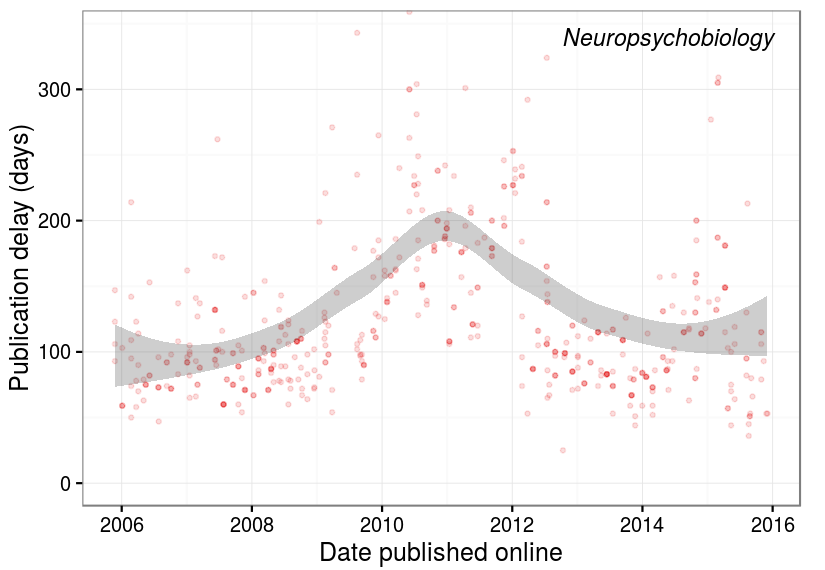 Neuropsychobiology
Publication delay (days)
300
200
100
0
2006 2008 2010 2012 2014 2016
Date published online